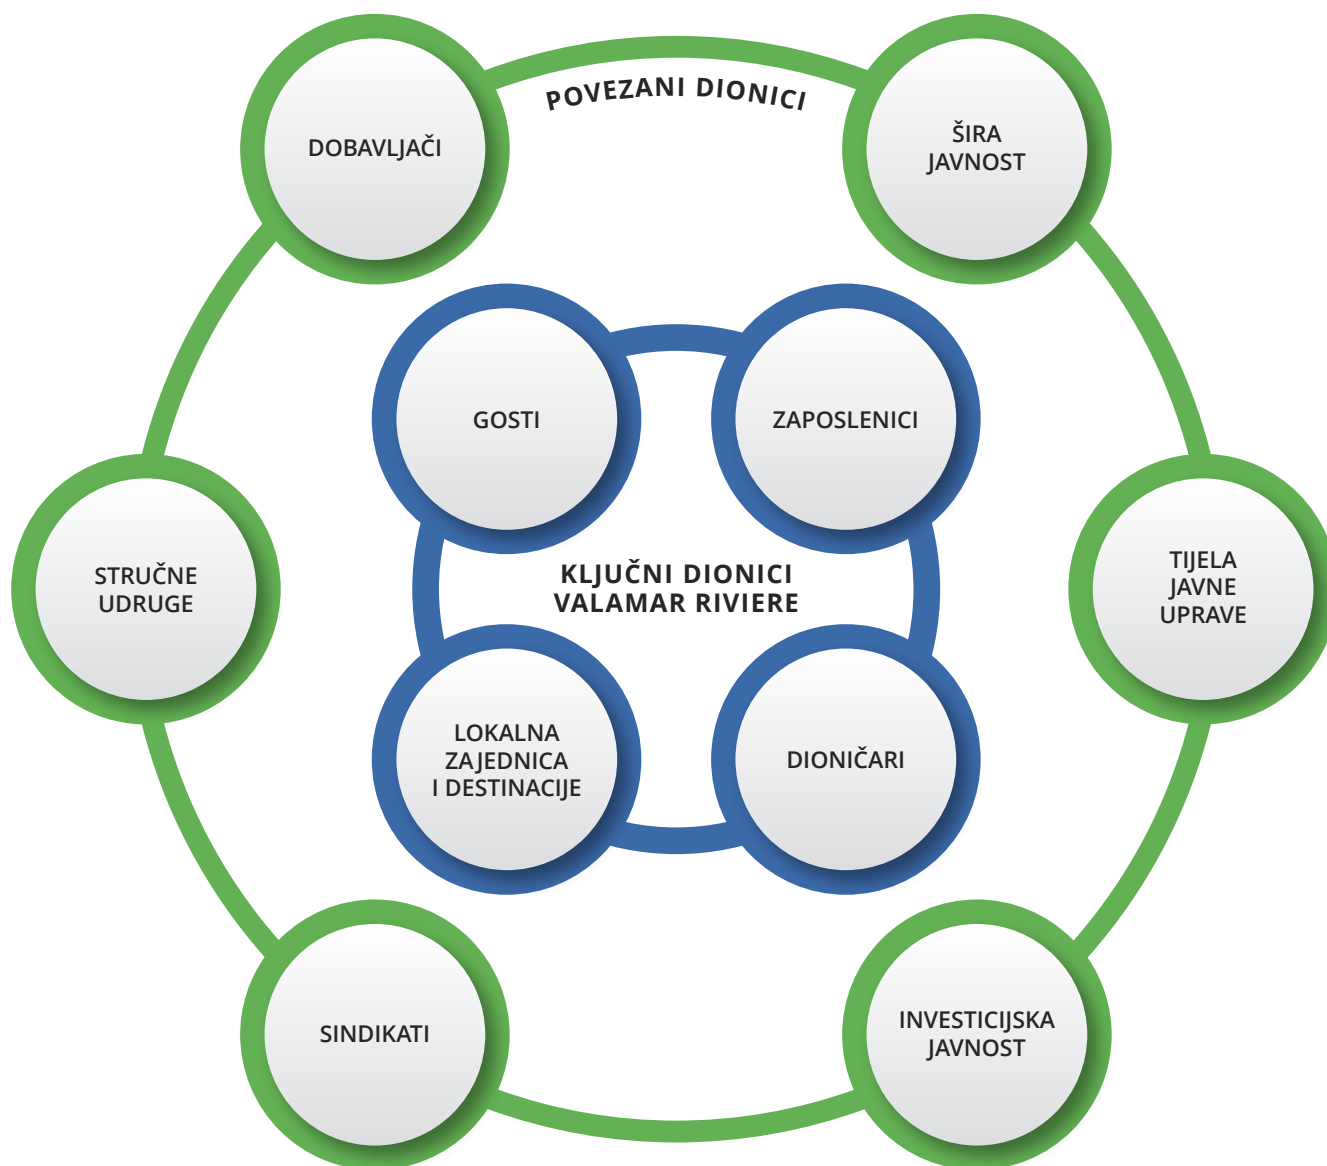 POVEZANI DIONICI
DOBAVLJAČI
ŠIRA
JAVNOST
GOSTI
ZAPOSLENICI
STRUČNE
UDRUGE
KLJUČNI DIONICI
VALAMAR RIVIERE
TIJELA
JAVNE
UPRAVE
LOKALNA
ZAJEDNICA
I DESTINACIJE
DIONIČARI
SINDIKATI
INVESTICIJSKA
JAVNOST